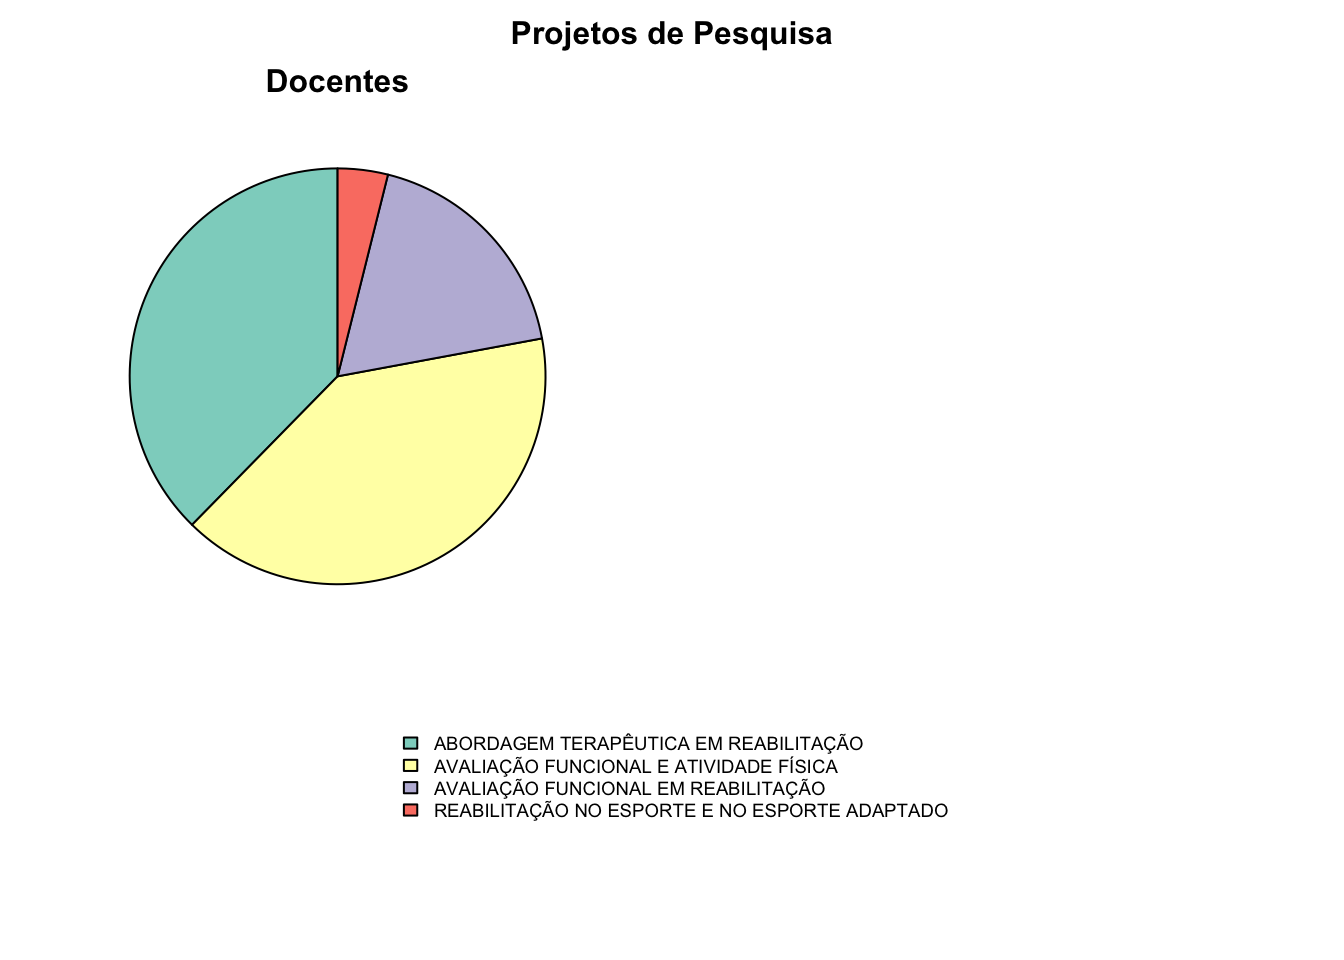 Projetos de Pesquisa
Docentes
ABORDAGEM TERAPÊUTICA EM REABILITAÇÃO
AVALIAÇÃO FUNCIONAL E ATIVIDADE FÍSICA
AVALIAÇÃO FUNCIONAL EM REABILITAÇÃO
REABILITAÇÃO NO ESPORTE E NO ESPORTE ADAPTADO